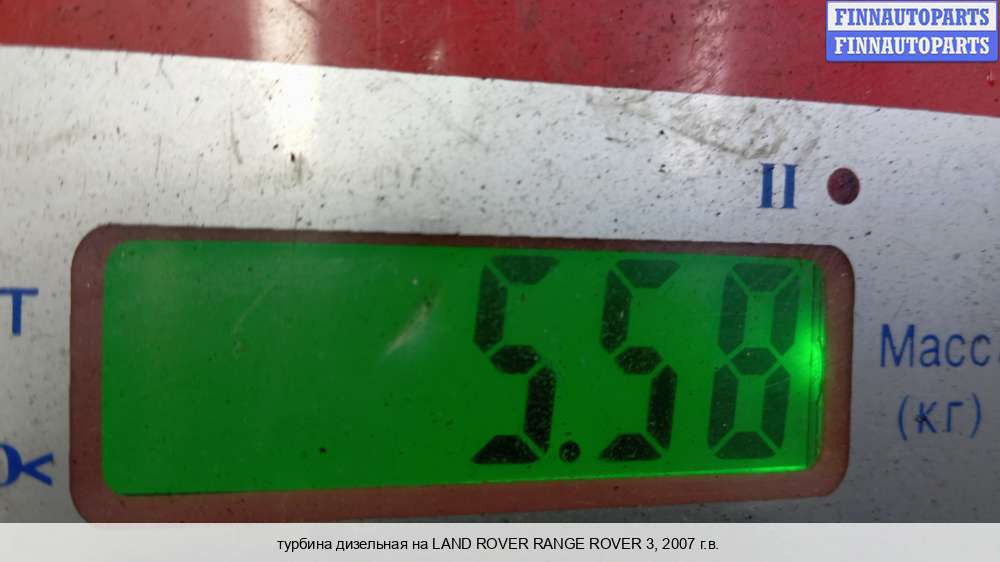 FINNAUTOPARTS
FINNAUTOPARTS
II
Т
5.58
Масс
(кг)
турбина дизельная на LAND ROVER RANGE ROVER 3, 2007 г.в.